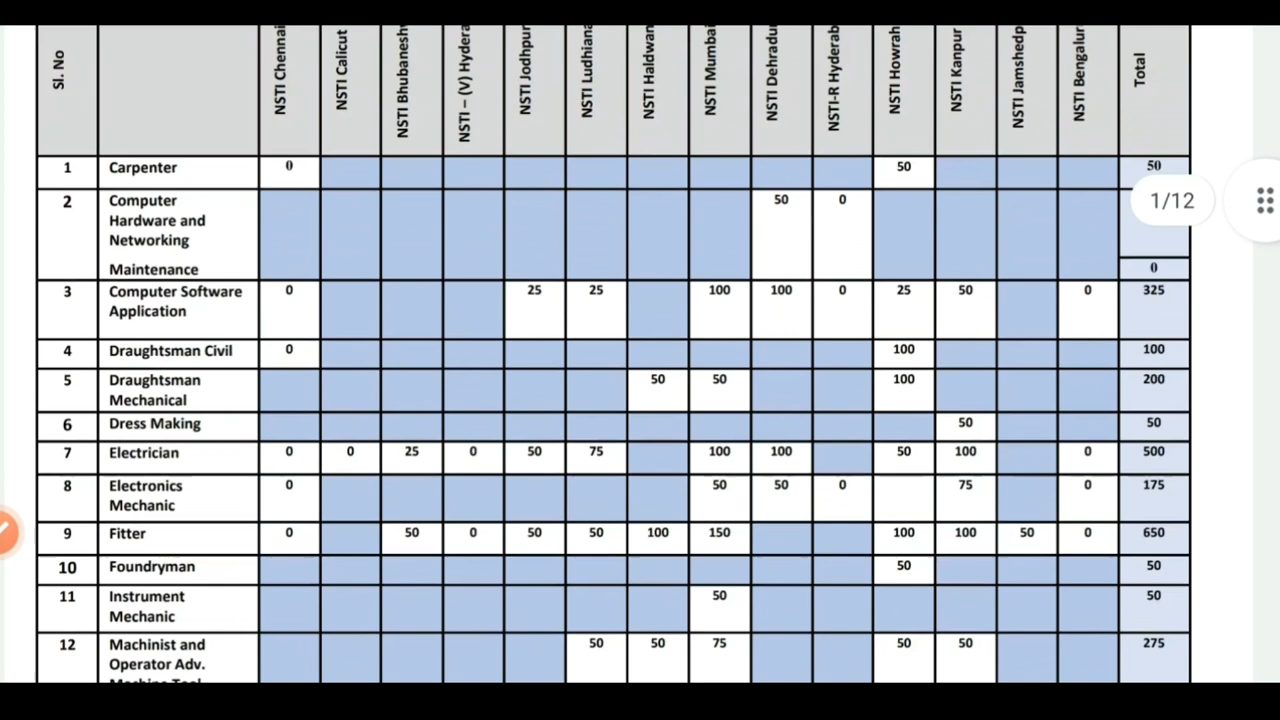 Sl. No
NSTI Chennai
NSTI Calicut
NSTI Bhubanesh
NSTI – (V) Hydera
NSTI Jodhpur
NSTI Ludhiana
NSTI Haldwan
NSTI Mumbai
NSTI Dehradu
NSTI-R Hyderab
NSTI Howrah
NSTI Kanpur
NSTI Jamshedp
NSTI Bengalur
Total
1 Carpenter 0 50 50
2 Computer 50 0
Hardware and
Networking
Maintenance 0
1/12
3 Computer Software 0 25 25 100 100 0 25 50 0 325
Application
4 Draughtsman Civil 0 100 100
5 Draughtsman 50 50 100 200
Mechanical
6 Dress Making 50 50
7 Electrician 0 0 25 0 50 75 100 100 50 100 0 500
8 Electronics 0 50 50 0 75 0 175
Mechanic
9 Fitter 0 50 0 50 50 100 150 100 100 50 0 650
10 Foundryman 50 50
11 Instrument 50 50
Mechanic
12 Machinist and 50 50 75 50 50 275
Operator Adv.
Machine Tool